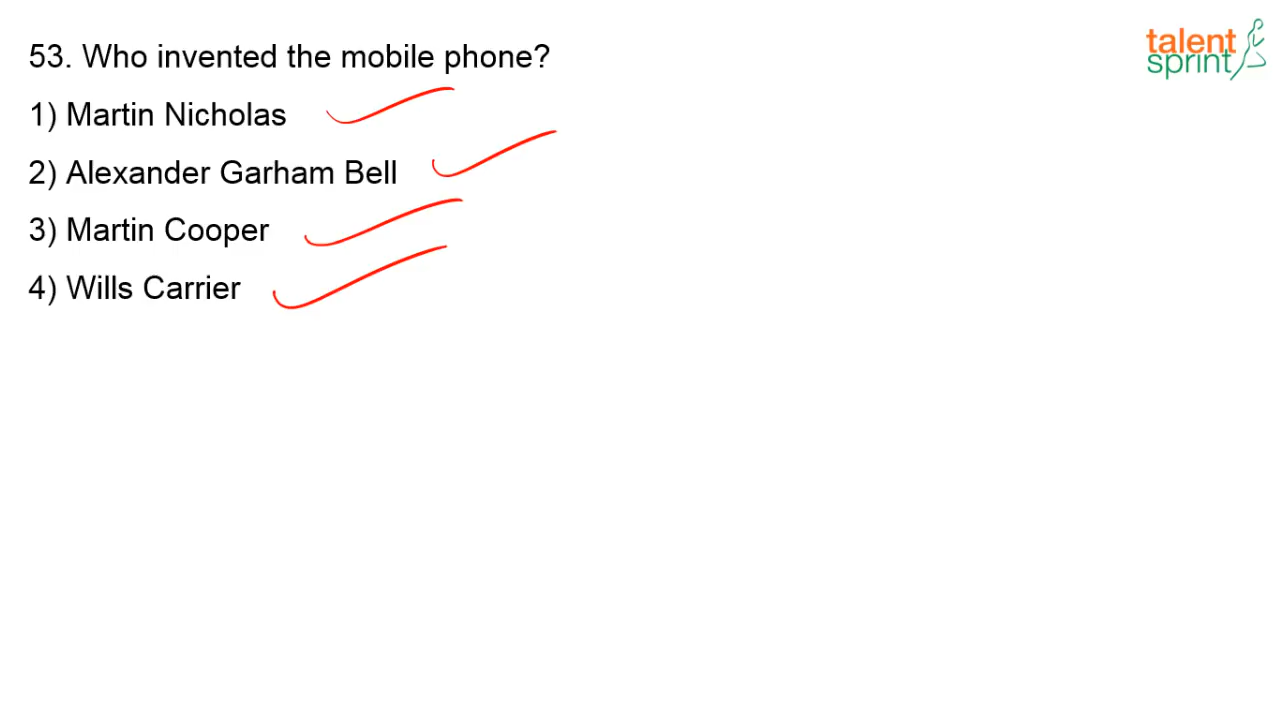 53. Who invented the mobile phone?
talent
sprint
1) Martin Nicholas
2) Alexander Garham Bell
3) Martin Cooper
4) Wills Carrier